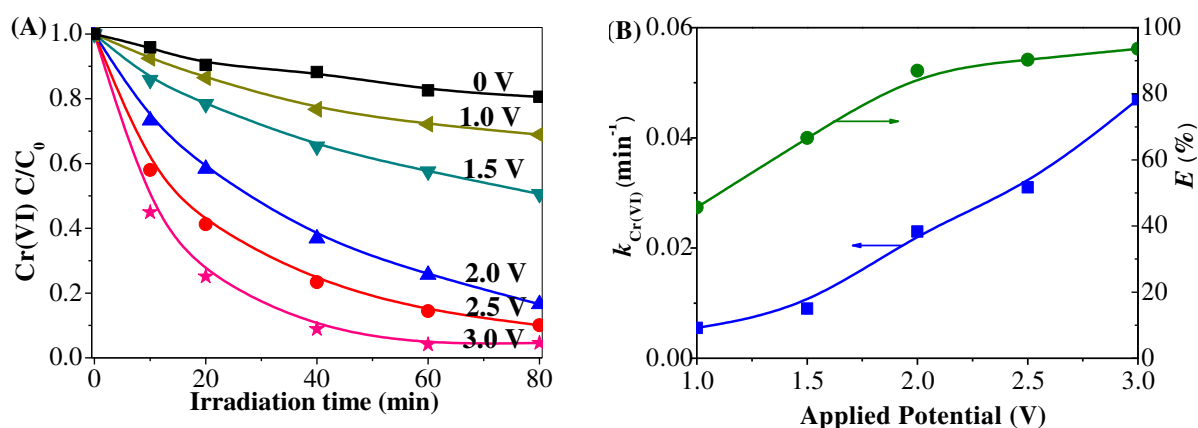 (A)
Cr(VI) C/C₀
1.0
0.8
0.6
0.4
0.2
0.0
0 V
1.0 V
1.5 V
2.0 V
2.5 V
3.0 V
0 20 40 60 80
Irradiation time (min)
(B)
k Cr(VI) (min⁻¹)
0.06
0.04
0.02
0.00
100
80
60
40
20
0
E (%)
1.0 1.5 2.0 2.5 3.0
Applied Potential (V)